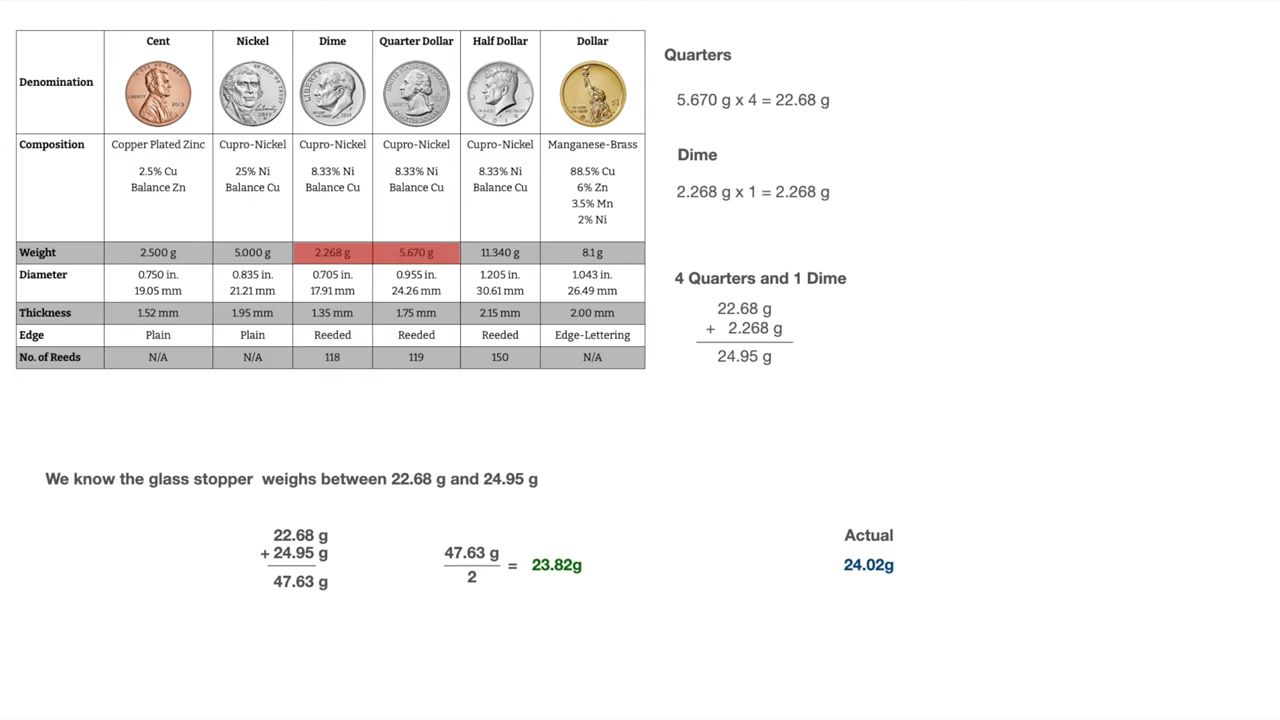 Cent Nickel Dime Quarter Dollar Half Dollar Dollar
Denomination
Composition Copper Plated Zinc Cupro-Nickel Cupro-Nickel Cupro-Nickel Cupro-Nickel Manganese-Brass
2.5% Cu 25% Ni 8.33% Ni 8.33% Ni 8.33% Ni 88.5% Cu
Balance Zn Balance Cu Balance Cu Balance Cu Balance Cu 6% Zn
3.5% Mn
2% Ni
Weight 2.500 g 5.000 g 2.268 g 5.670 g 11.340 g 8.1 g
Diameter 0.750 in. 0.835 in. 0.705 in. 0.955 in. 1.205 in. 1.043 in.
19.05 mm 21.21 mm 17.91 mm 24.26 mm 30.61 mm 26.49 mm
Thickness 1.52 mm 1.95 mm 1.35 mm 1.75 mm 2.15 mm 2.00 mm
Edge Plain Plain Reeded Reeded Reeded Edge-Lettering
No. of Reeds N/A N/A 118 119 150 N/A
Quarters
5.670 g x 4 = 22.68 g
Dime
2.268 g x 1 = 2.268 g
4 Quarters and 1 Dime
22.68 g
+ 2.268 g
24.95 g
We know the glass stopper weighs between 22.68 g and 24.95 g
22.68 g
+ 24.95 g
47.63 g
47.63 g
2
= 23.82g
Actual
24.02g